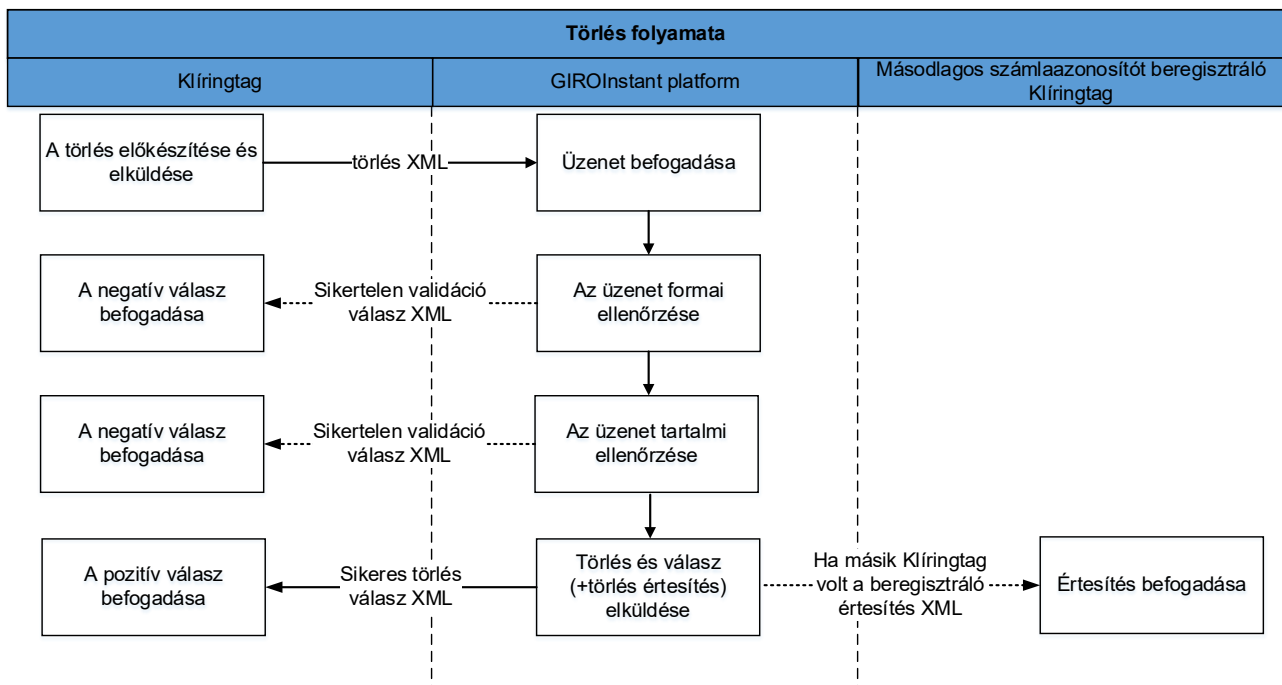 Törlés folyamata
Klíringtag
GIROInstant platform
Másodlagos számlaazonosítót beregisztráló
Klíringtag
A törlés előkészítése és
elküldése
törlés XML
Üzenet befogadása
A negatív válasz
befogadása
Sikertelen validáció
válasz XML
Az üzenet formai
ellenőrzése
A negatív válasz
befogadása
Sikertelen validáció
válasz XML
Az üzenet tartalmi
ellenőrzése
A pozitív válasz
befogadása
Sikeres törlés
válasz XML
Törlés és válasz
(+törlés értesítés)
elküldése
Ha másik Klíringtag
volt a beregisztráló
értesítés XML
Értesítés befogadása